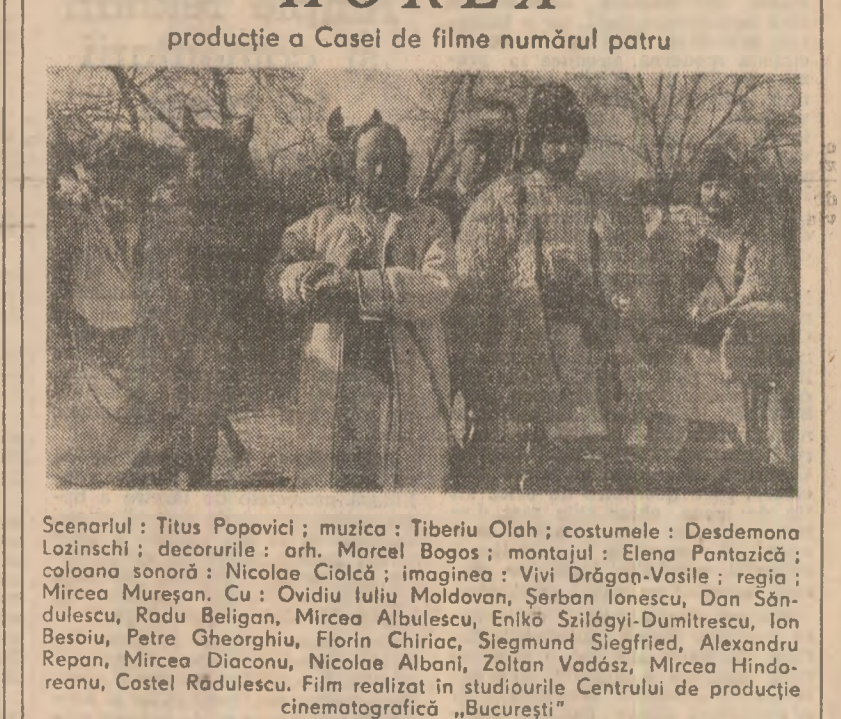 HOREA
producție a Casei de filme numărul patru
Scenariul : Titus Popovici ; muzica : Tiberiu Olah ; costumele : Desdemona
Lozinschi ; decorurile : arh. Marcel Bogos ; montajul : Elena Pantazică ;
coloana sonoră : Nicolae Ciolcă ; imaginea : Vivi Drăgan-Vasile ; regia ;
Mircea Mureșan. Cu : Ovidiu Iuliu Moldovan, Șerban Ionescu, Dan Săn-
dulescu, Radu Beligan, Mircea Albulescu, Enikö Szilágyi-Dumitrescu, Ion
Besoiu, Petre Gheorghiu, Florin Chiriac, Siegmund Siegfried, Alexandru
Repan, Mircea Diaconu, Nicolae Albani, Zoltan Vadász, Mircea Hindo-
reanu, Costel Rădulescu. Film realizat în studiourile Centrului de producție
cinematografică „București"